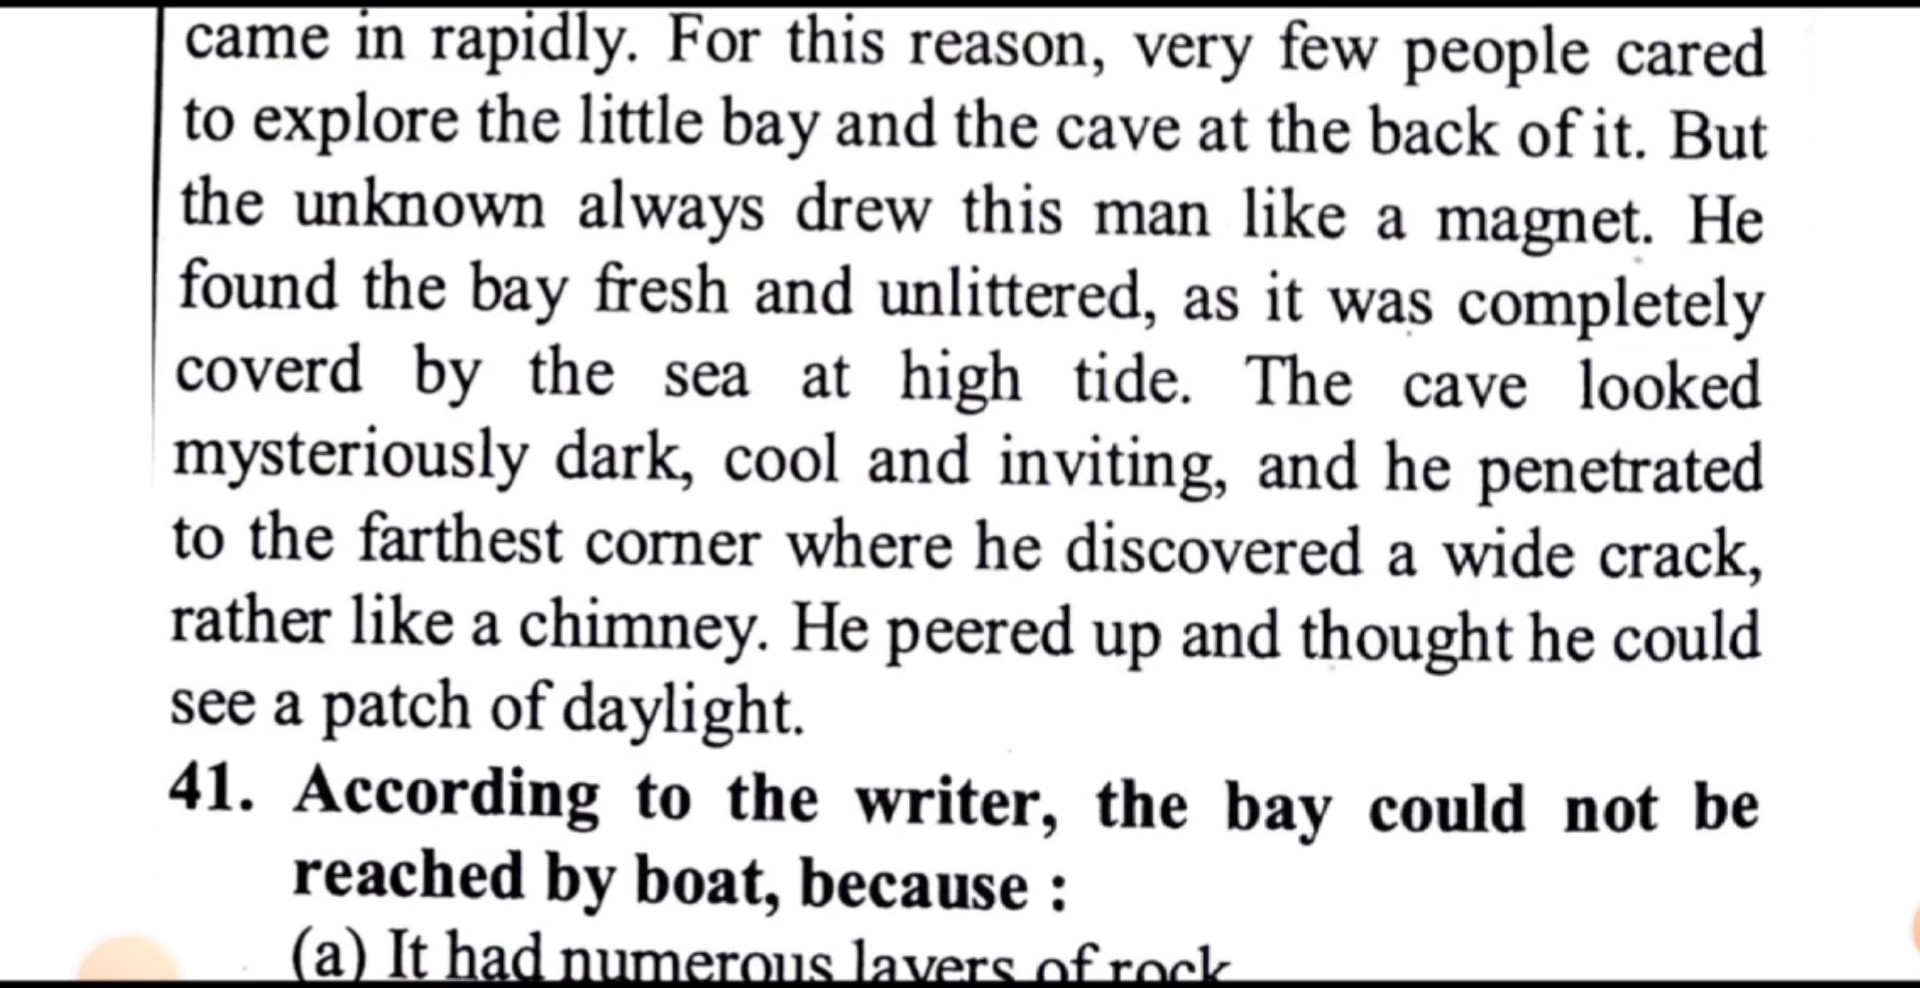 came in rapidly. For this reason, very few people cared
to explore the little bay and the cave at the back of it. But
the unknown always drew this man like a magnet. He
found the bay fresh and unlittered, as it was completely
coverd by the sea at high tide. The cave looked
mysteriously dark, cool and inviting, and he penetrated
to the farthest corner where he discovered a wide crack,
rather like a chimney. He peered up and thought he could
see a patch of daylight.
41. According to the writer, the bay could not be
reached by boat, because :
(a) It had numerous layers of rock